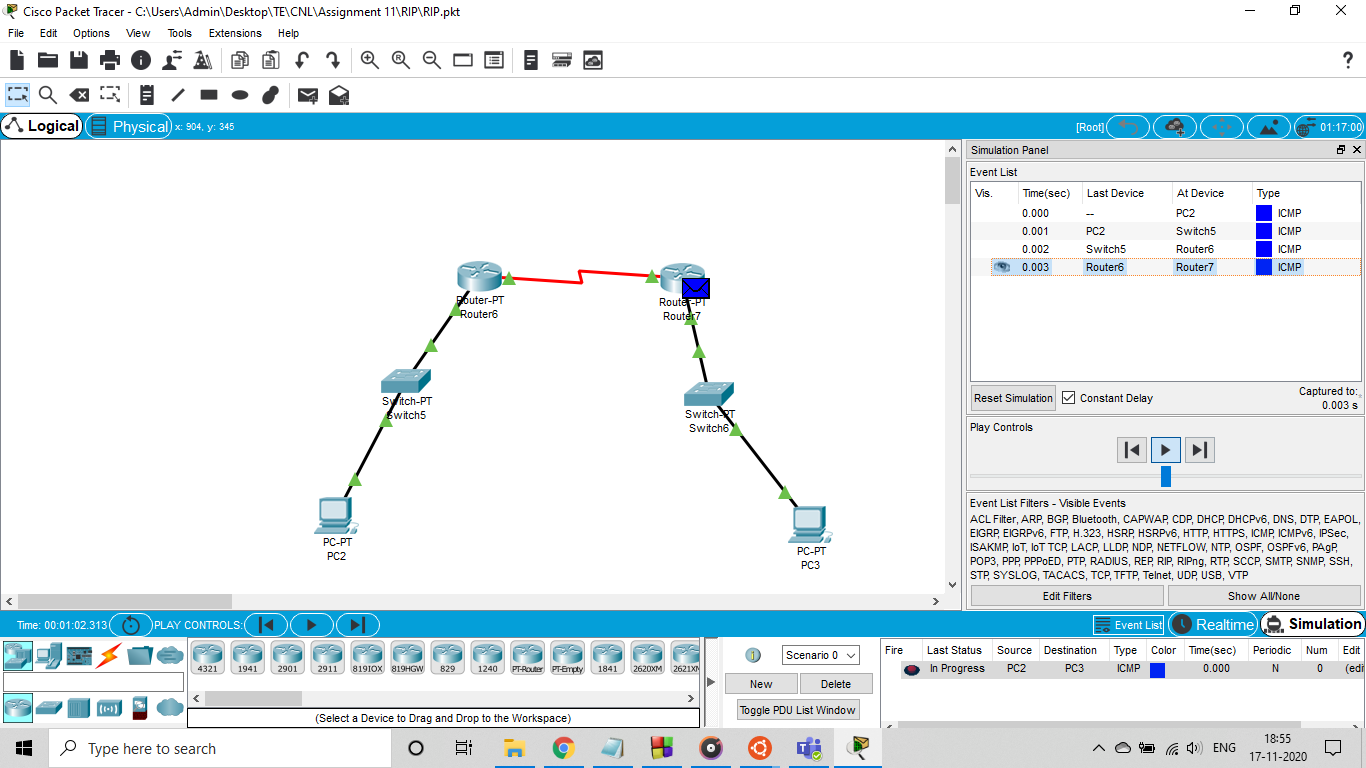 Cisco Packet Tracer - C:\Users\Admin\Desktop\TE\CNL\Assignment 11\RIP\RIP.pkt
File Edit Options View Tools Extensions Help
?
Logical Physical x: 904, y: 345 [Root] 01:17:00
Simulation Panel
Event List
Vis. Time(sec) Last Device At Device Type
0.000 -- PC2 ICMP
0.001 PC2 Switch5 ICMP
0.002 Switch5 Router6 ICMP
0.003 Router6 Router7 ICMP
Router-PT
Router6
Router-PT
Router7
Switch-PT
Switch5
Switch-PT
Switch6
PC-PT
PC2
PC-PT
PC3
Reset Simulation Constant Delay Captured to:
0.003 s
Play Controls
Event List Filters - Visible Events
ACL Filter, ARP, BGP, Bluetooth, CAPWAP, CDP, DHCP, DHCPv6, DNS, DTP, EAPOL,
EIGRP, EIGRPv6, FTP, H.323, HSRP, HSRPv6, HTTP, HTTPS, ICMP, ICMPv6, IPSec,
ISAKMP, IoT, IoT TCP, LACP, LLDP, NDP, NETFLOW, NTP, OSPF, OSPFv6, PAgP,
POP3, PPP, PPPoED, PTP, RADIUS, REP, RIP, RIPng, RTP, SCCP, SMTP, SNMP, SSH,
STP, SYSLOG, TACACS, TCP, TFTP, Telnet, UDP, USB, VTP
Edit Filters Show All/None
Time: 00:01:02.313 PLAY CONTROLS: Event List Realtime Simulation
4321 1941 2901 2911 819IOX 819HGW 829 1240 PT-Router PT-Empty 1841 2620XM 2621XM
(Select a Device to Drag and Drop to the Workspace)
Scenario 0
New Delete
Toggle PDU List Window
Fire Last Status Source Destination Type Color Time(sec) Periodic Num Edit
In Progress PC2 PC3 ICMP 0.000 N 0 (edi
Type here to search
ENG 18:55
17-11-2020